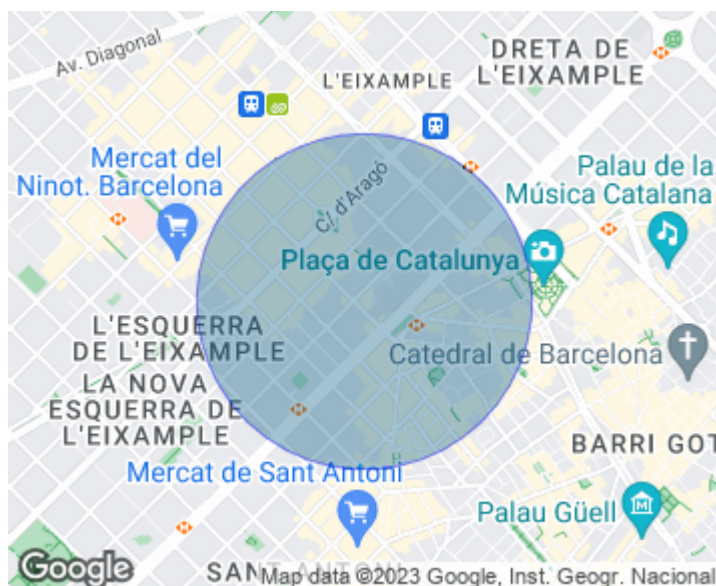 Av. Diagonal
DRETA DE
L'EIXAMPLE
L'EIXAMPLE
Mercat del
Ninot. Barcelona
C/ d'Aragó
Palau de la
Música Catalana
Plaça de Catalunya
L'ESQUERRA
DE L'EIXAMPLE
Catedral de Barcelona
LA NOVA
ESQUERRA DE
L'EIXAMPLE
BARRI GOT
Mercat de Sant Antoni
Palau Güell
Google
SAN
Map data ©2023 Google, Inst. Geogr. Nacional